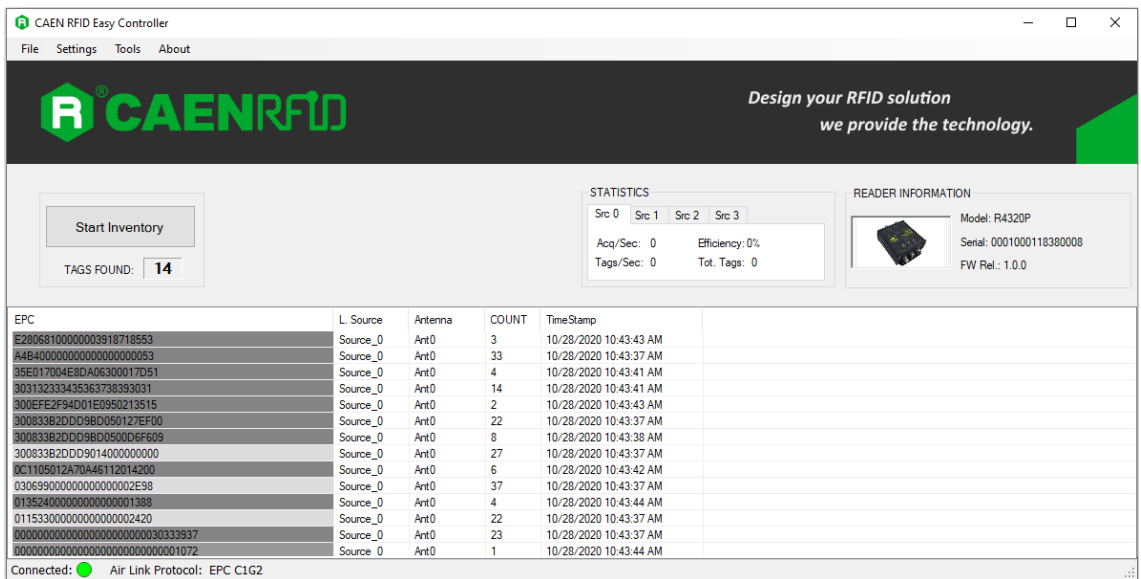 CAEN RFID Easy Controller
File Settings Tools About
R® CAENRFID
Design your RFID solution
we provide the technology.
Start Inventory
TAGS FOUND: 14
STATISTICS
Src 0 Src 1 Src 2 Src 3
Acq/Sec: 0 Efficiency: 0%
Tags/Sec: 0 Tot. Tags: 0
READER INFORMATION
Model: R4320P
Serial: 0001000118380008
FW Rel.: 1.0.0
EPC L. Source Antenna COUNT TimeStamp
E28068100000003918718553 Source_0 Ant0 3 10/28/2020 10:43:43 AM
A4B400000000000000000053 Source_0 Ant0 33 10/28/2020 10:43:37 AM
35E017004E8DA06300017D51 Source_0 Ant0 4 10/28/2020 10:43:41 AM
303132333435363738393031 Source_0 Ant0 14 10/28/2020 10:43:41 AM
300EFE2F94D01E0950213515 Source_0 Ant0 2 10/28/2020 10:43:43 AM
300833B2DDD9BD050127EF00 Source_0 Ant0 22 10/28/2020 10:43:37 AM
300833B2DDD9BD0500D6F609 Source_0 Ant0 8 10/28/2020 10:43:38 AM
300833B2DDD9014000000000 Source_0 Ant0 27 10/28/2020 10:43:37 AM
0C1105012A70A46112014200 Source_0 Ant0 6 10/28/2020 10:43:42 AM
030699000000000000002E98 Source_0 Ant0 37 10/28/2020 10:43:37 AM
013524000000000000001388 Source_0 Ant0 4 10/28/2020 10:43:44 AM
011533000000000000002420 Source_0 Ant0 22 10/28/2020 10:43:37 AM
00000000000000000000000030333937 Source_0 Ant0 23 10/28/2020 10:43:37 AM
00000000000000000000000000001072 Source_0 Ant0 1 10/28/2020 10:43:44 AM
Connected: Air Link Protocol: EPC C1G2